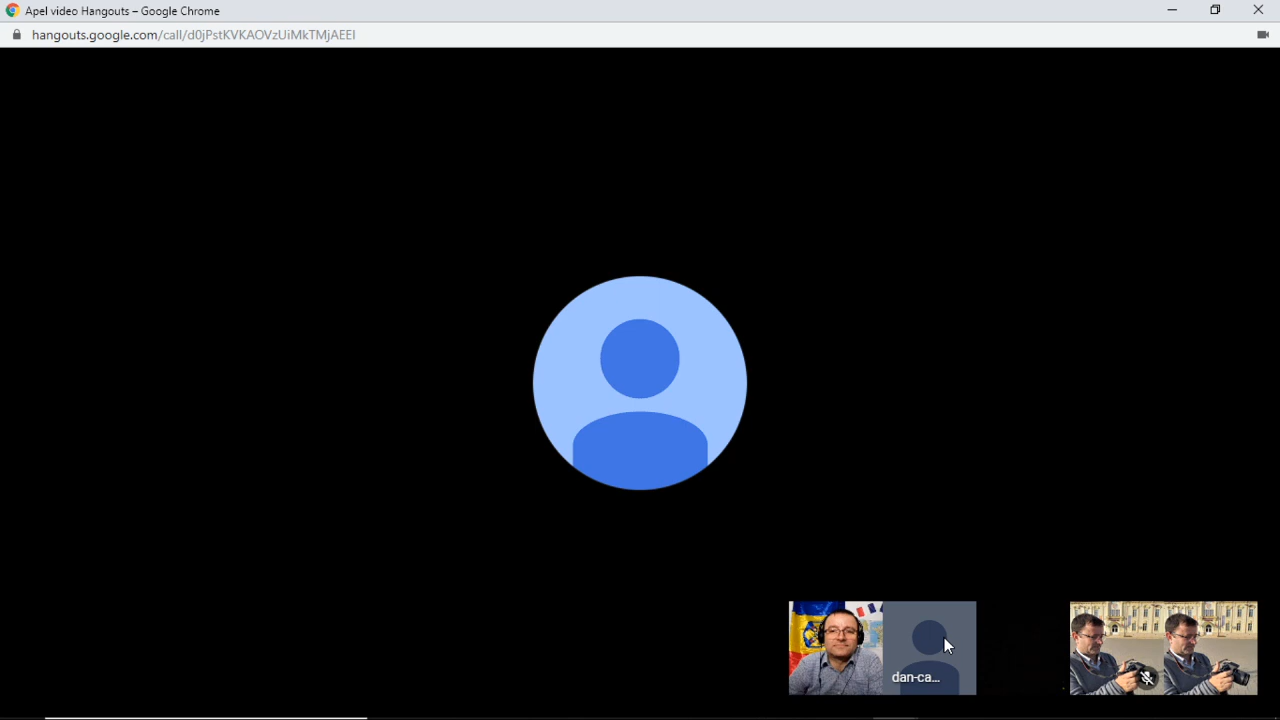 Apel video Hangouts – Google Chrome
hangouts.google.com/call/d0jPstKVKAOVzUiMkTMjAEEI
dan-ca...